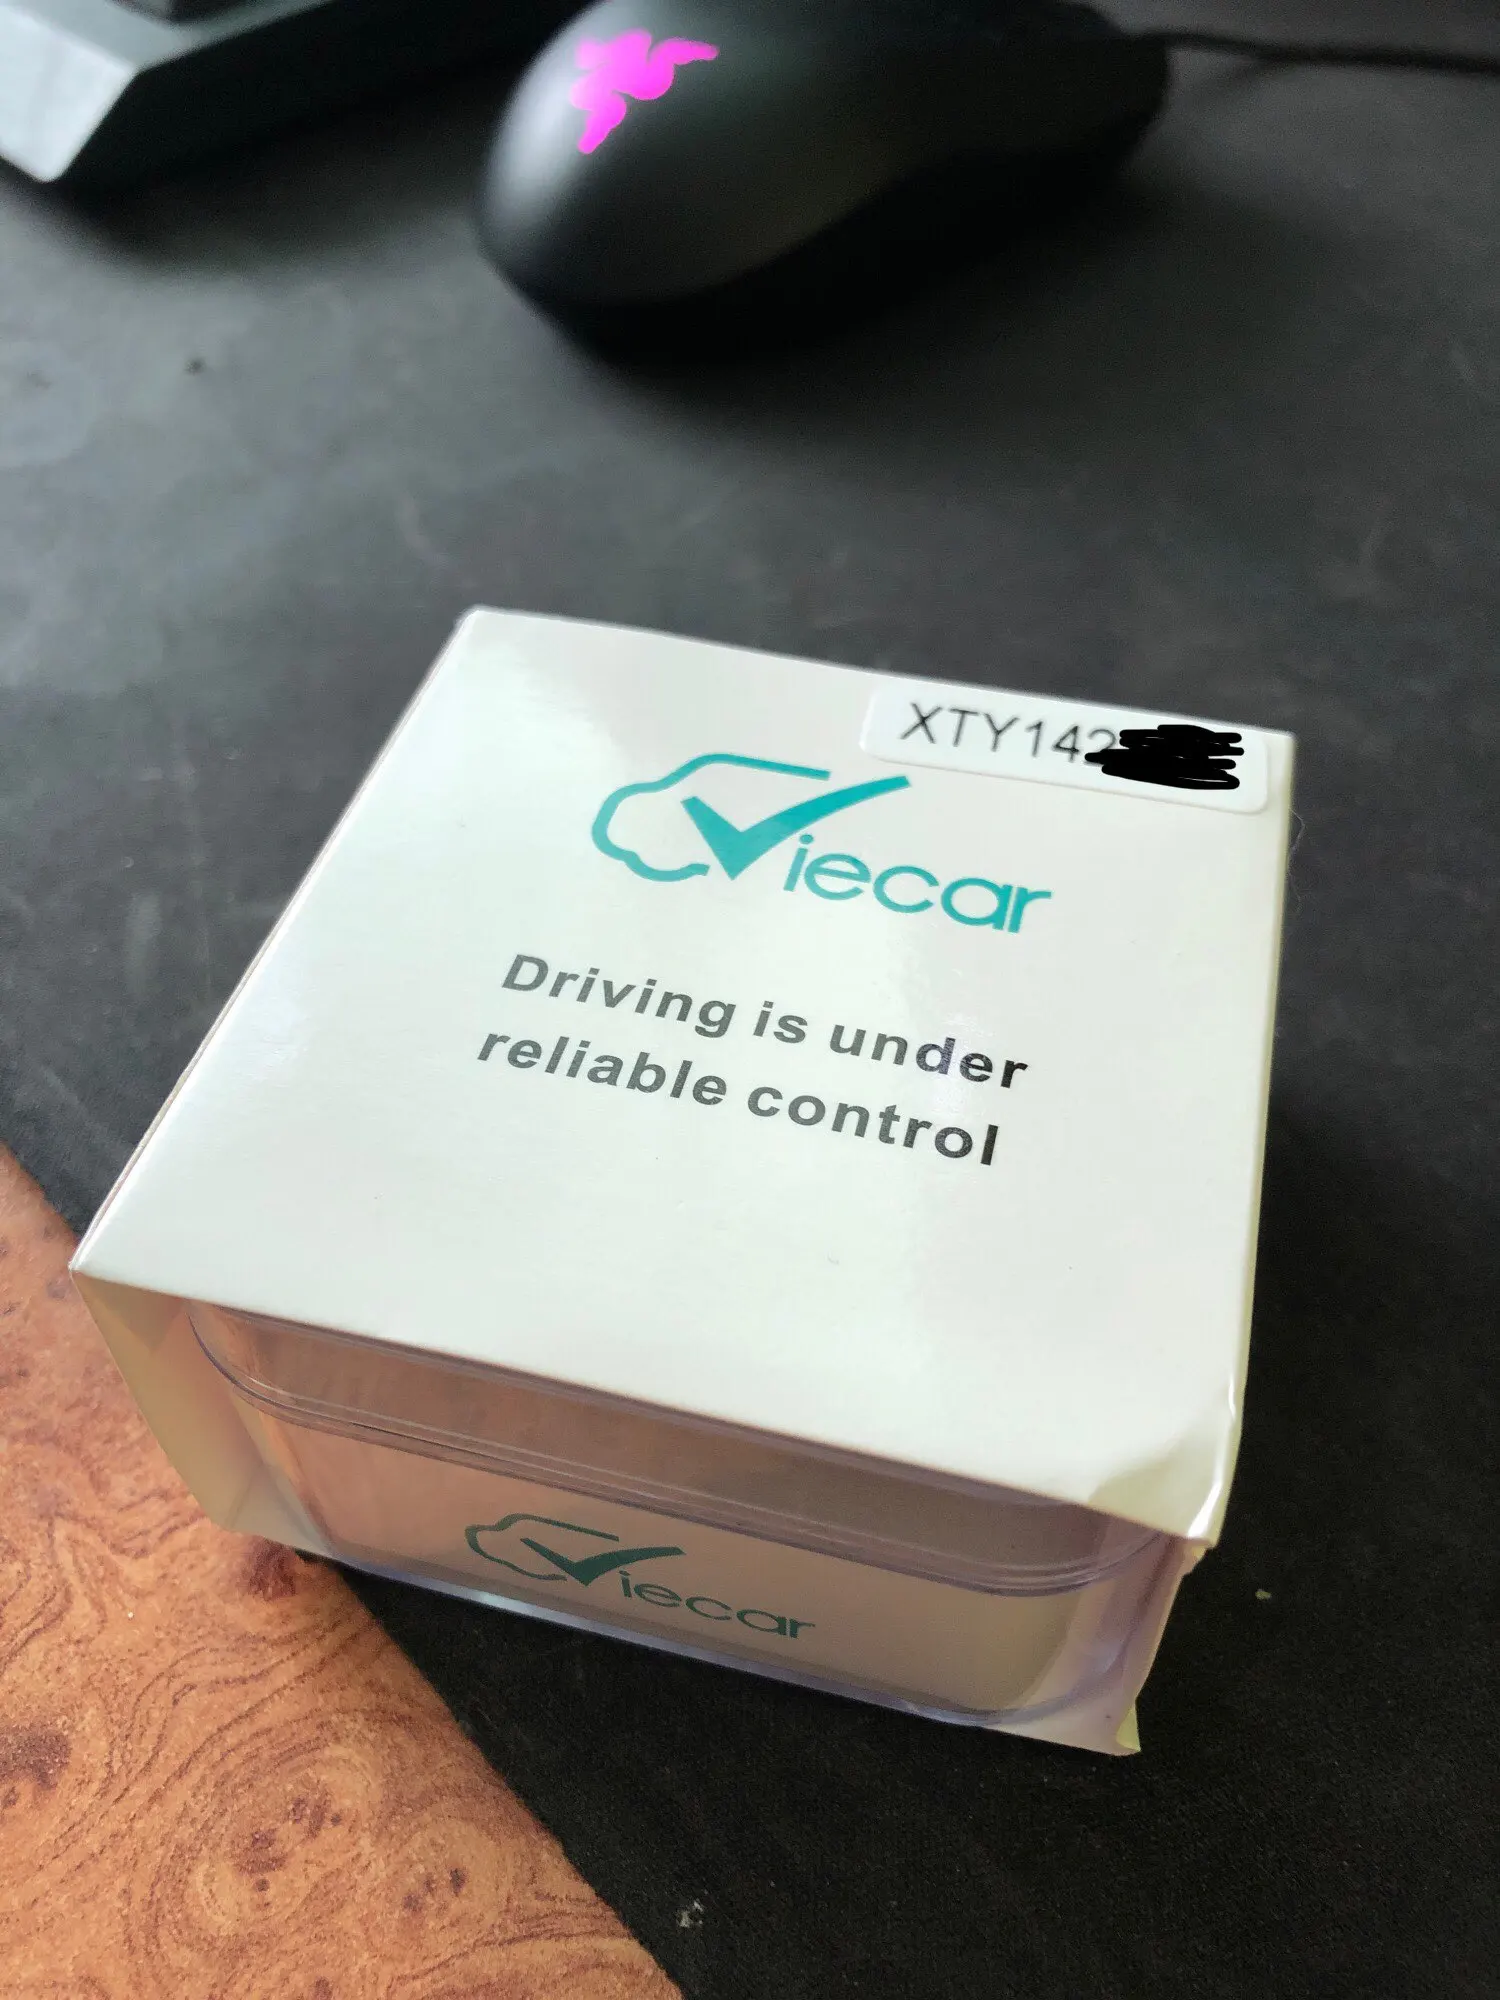 XTY142
Viecar
Driving is under
reliable control
Viecar